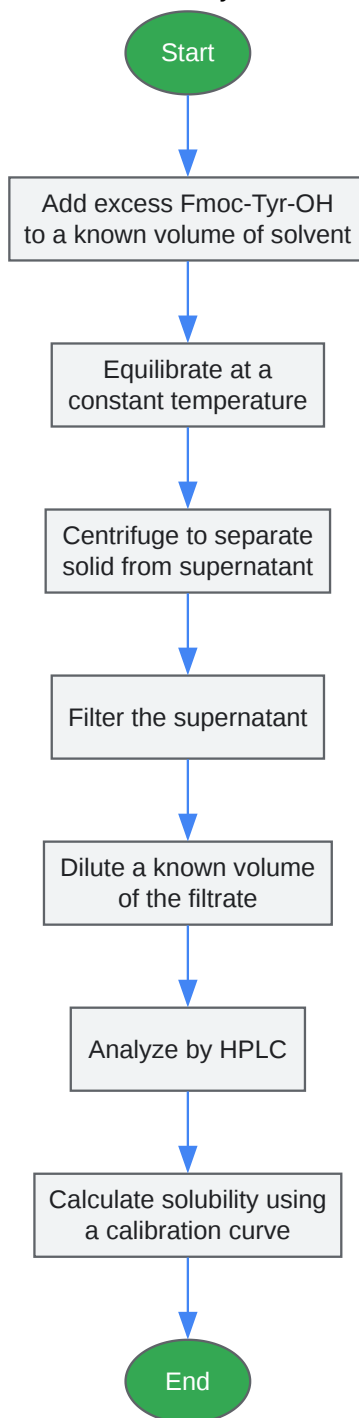 Start
Add excess Fmoc-Tyr-OH
to a known volume of solvent
Equilibrate at a
constant temperature
Centrifuge to separate
solid from supernatant
Filter the supernatant
Dilute a known volume
of the filtrate
Analyze by HPLC
Calculate solubility using
a calibration curve
End